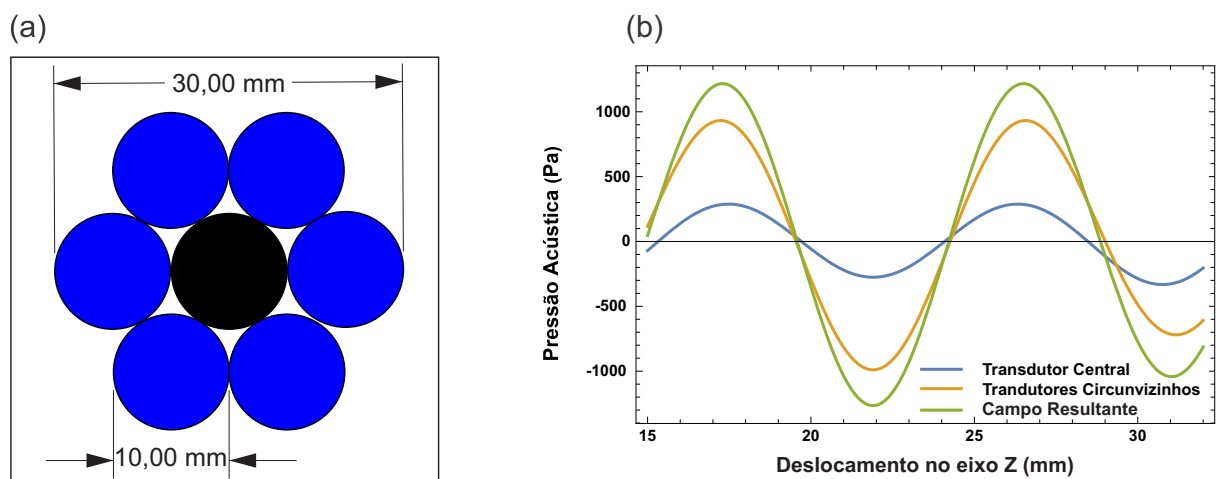 (a)
30,00 mm
10,00 mm
(b)
Pressão Acústica (Pa)
1000
500
0
-500
-1000
Transdutor Central
Trandutores Circunvizinhos
Campo Resultante
15 20 25 30
Deslocamento no eixo Z (mm)